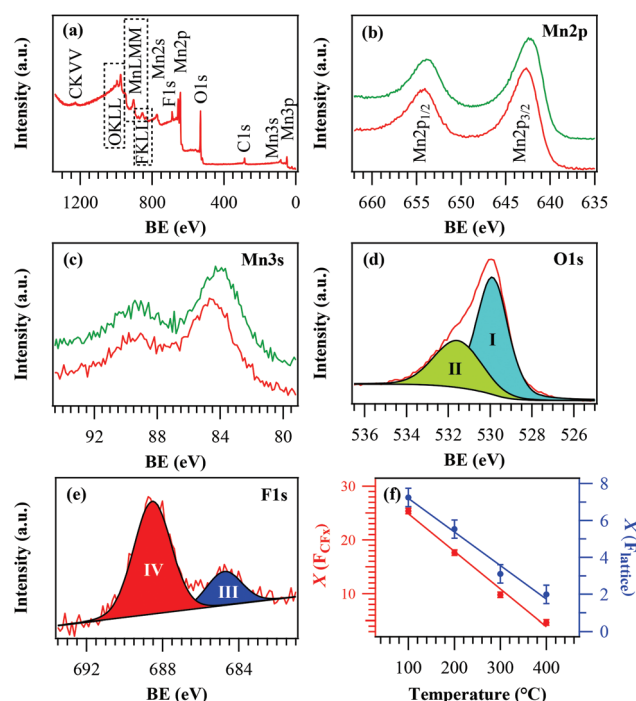 (a)
CKVV
OKLL
MnLMM
FKLL
Mn2s
F1s
Mn2p
O1s
C1s
Mn3s
Mn3p
Intensity (a.u.)
1200 800 400 0
BE (eV)
(b) Mn2p
Mn2p1/2
Mn2p3/2
Intensity (a.u.)
660 655 650 645 640 635
BE (eV)
(c) Mn3s
Intensity (a.u.)
92 88 84 80
BE (eV)
(d) O1s
I
II
Intensity (a.u.)
536 534 532 530 528 526
BE (eV)
(e) F1s
IV
III
Intensity (a.u.)
692 688 684
BE (eV)
(f)
X (FCFx)
30
20
10
8
6
4
2
0
X (Flattice)
100 200 300 400
Temperature (°C)